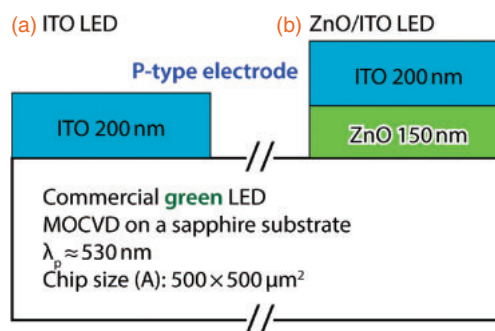 (a) ITO LED
(b) ZnO/ITO LED
P-type electrode
ITO 200 nm
ITO 200 nm
ZnO 150 nm
Commercial green LED
MOCVD on a sapphire substrate
λp ≈ 530 nm
Chip size (A): 500 × 500 μm²